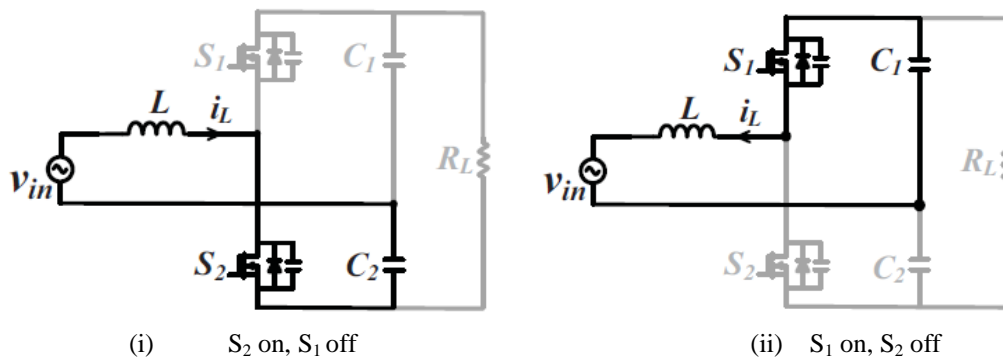 S1
C1
L
iL
vin
RL
S2
C2
(i) S2 on, S1 off
S1
C1
L
iL
vin
RL
S2
C2
(ii) S1 on, S2 off